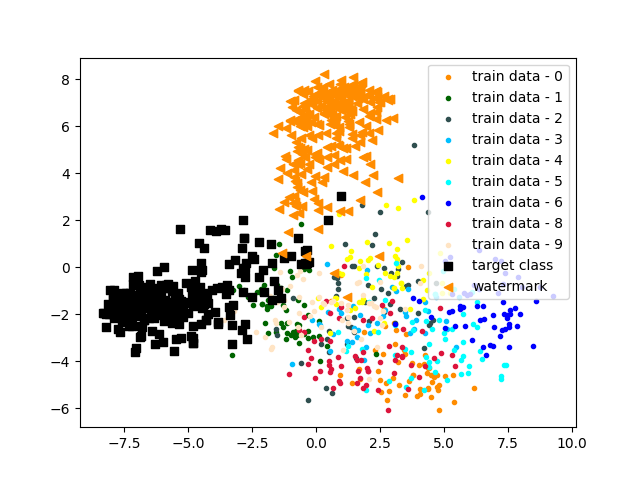 8
6
4
2
0
−2
−4
−6
−7.5 −5.0 −2.5 0.0 2.5 5.0 7.5 10.0
train data - 0
train data - 1
train data - 2
train data - 3
train data - 4
train data - 5
train data - 6
train data - 8
train data - 9
target class
watermark